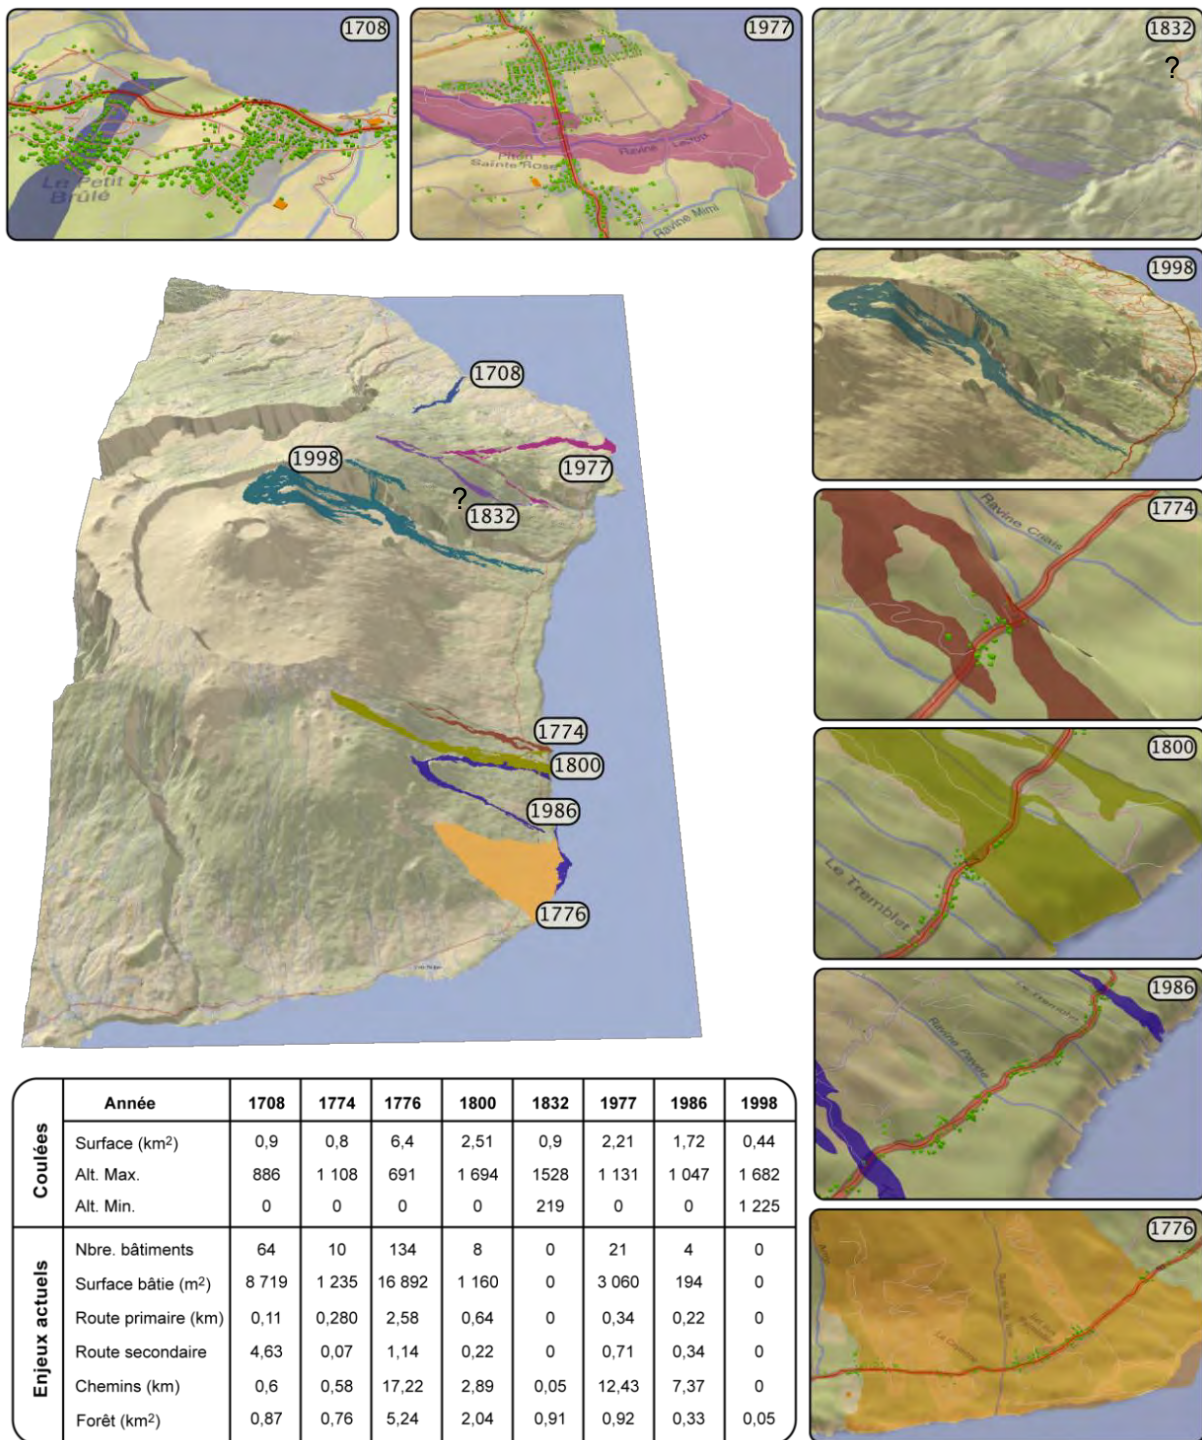 1708
Le Petit
Brûlé
1977
Piton
Sainte Rose
Ravine Lacroix
Ravine Mimi
1832
?
1998
1774
Ravine Criais
1800
Le Tremblet
1986
Le Tremblet
Ravine Pavée
1776
1708
1998
1977
?
1832
1774
1800
1986
1776
Coulées
Année 1708 1774 1776 1800 1832 1977 1986 1998
Surface (km²) 0,9 0,8 6,4 2,51 0,9 2,21 1,72 0,44
Alt. Max. 886 1 108 691 1 694 1528 1 131 1 047 1 682
Alt. Min. 0 0 0 0 219 0 0 1 225
Enjeux actuels
Nbre. bâtiments 64 10 134 8 0 21 4 0
Surface bâtie (m²) 8 719 1 235 16 892 1 160 0 3 060 194 0
Route primaire (km) 0,11 0,280 2,58 0,64 0 0,34 0,22 0
Route secondaire 4,63 0,07 1,14 0,22 0 0,71 0,34 0
Chemins (km) 0,6 0,58 17,22 2,89 0,05 12,43 7,37 0
Forêt (km²) 0,87 0,76 5,24 2,04 0,91 0,92 0,33 0,05